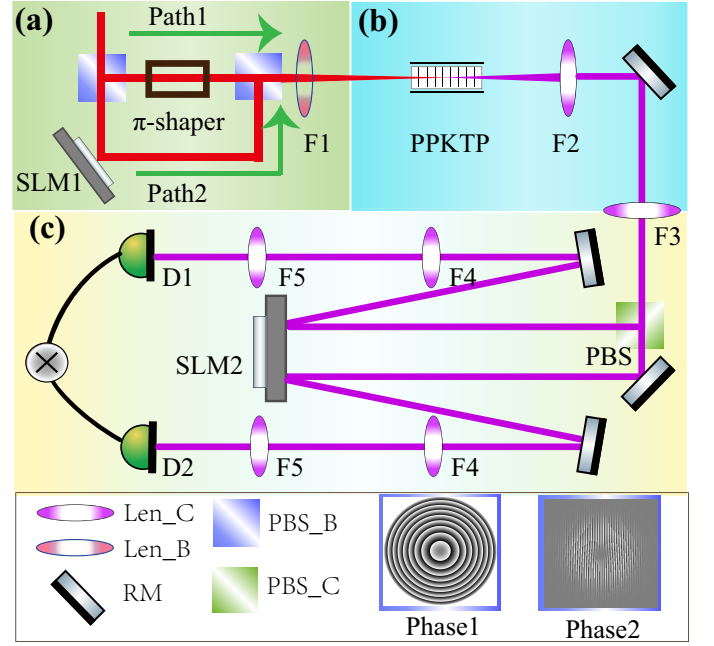 (a)
Path1
(b)
π-shaper
F1
PPKTP
F2
SLM1
Path2
(c)
F3
D1
F5
F4
SLM2
PBS
D2
F5
F4
Len_C
PBS_B
Len_B
RM
PBS_C
Phase1
Phase2